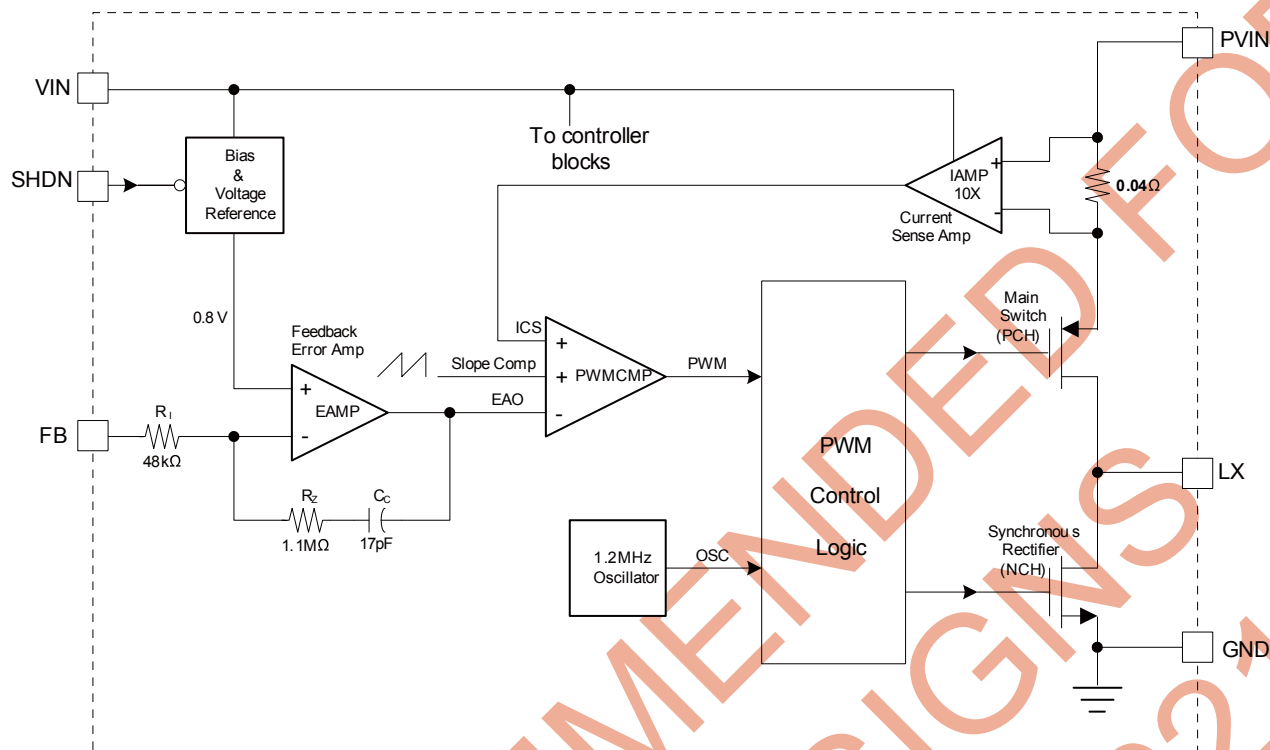 PVIN
VIN
To controller
blocks
Bias
&
Voltage
Reference
SHDN
+
IAMP
10X
-
0.04Ω
Current
Sense Amp
Main
Switch
(PCH)
0.8 V
Feedback
Error Amp
ICS
+
Slope Comp
+
PWMCMP
PWM
EAO
-
+
EAMP
-
FB
RI
48kΩ
RZ
1.1MΩ
CC
17pF
PWM
Control
Logic
LX
1.2MHz
Oscillator
OSC
Synchronou s
Rectifier
(NCH)
GND